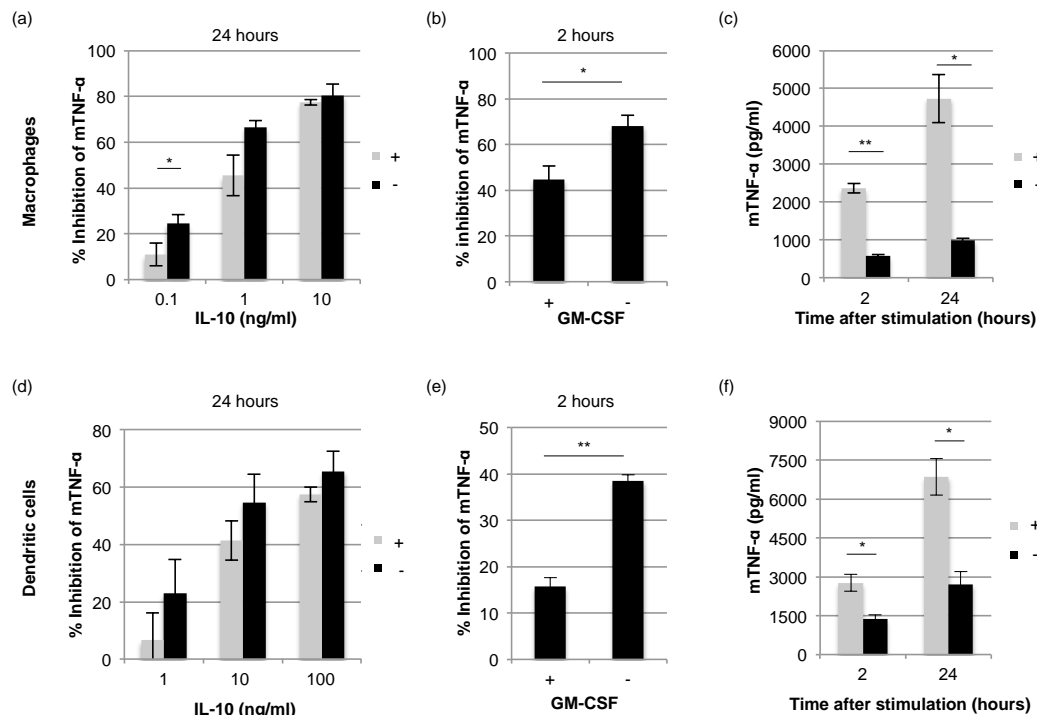 (a)
24 hours
Macrophages
% Inhibition of mTNF-α
100
80
60
40
20
0
*
0.1
1
10
IL-10 (ng/ml)
+
-
(b)
2 hours
% inhibition of mTNF-α
100
80
60
40
20
0
*
+
-
GM-CSF
(c)
mTNF-α (pg/ml)
6000
5000
4000
3000
2000
1000
0
**
*
2
24
Time after stimulation (hours)
+
-
(d)
24 hours
Dendritic cells
% Inhibition of mTNF-α
80
60
40
20
0
1
10
100
IL-10 (ng/ml)
+
-
(e)
2 hours
% Inhibition of mTNF-α
50
40
30
20
10
0
**
+
-
GM-CSF
(f)
mTNF-α (pg/ml)
9000
7500
6000
4500
3000
1500
0
*
*
2
24
Time after stimulation (hours)
+
-